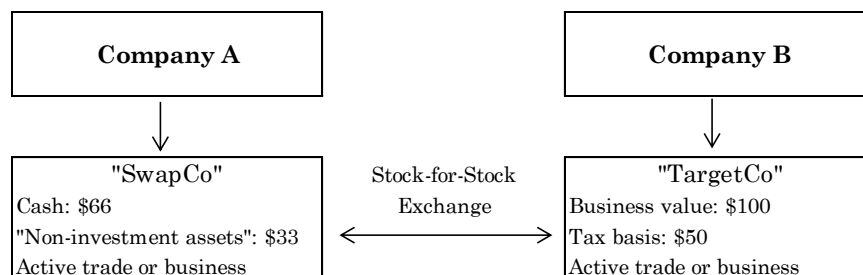 Company A
Company B
"SwapCo"
Cash: $66
"Non-investment assets": $33
Active trade or business
Stock-for-Stock
Exchange
"TargetCo"
Business value: $100
Tax basis: $50
Active trade or business